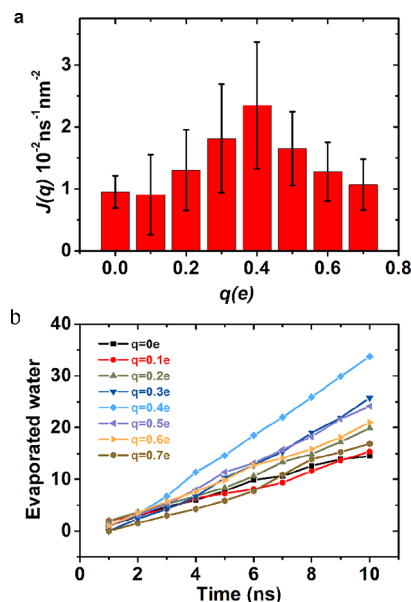 a
J(q) 10⁻²ns⁻¹nm⁻²
3
2
1
0
0.0 0.2 0.4 0.6 0.8
q(e)
b
Evaporated water
40
30
20
10
0
q=0e
q=0.1e
q=0.2e
q=0.3e
q=0.4e
q=0.5e
q=0.6e
q=0.7e
0 2 4 6 8 10
Time (ns)